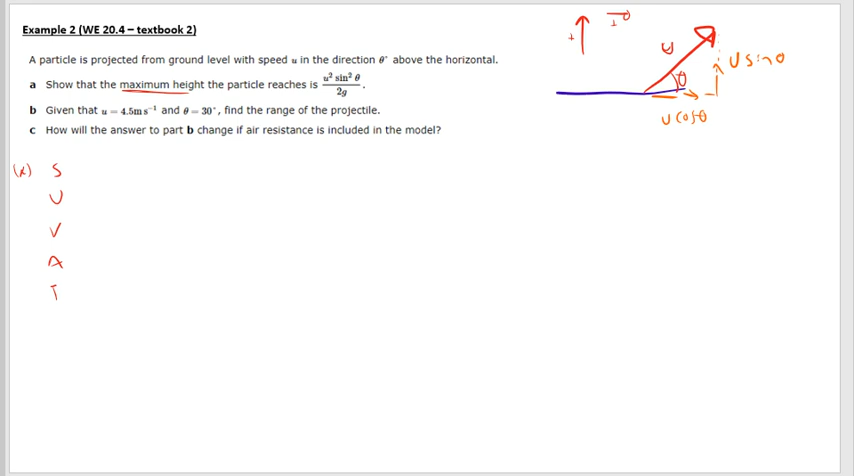 Example 2 (WE 20.4 – textbook 2)
A particle is projected from ground level with speed u in the direction θ° above the horizontal.
a Show that the maximum height the particle reaches is u² sin² θ / 2g.
b Given that u = 4.5 m s⁻¹ and θ = 30°, find the range of the projectile.
c How will the answer to part b change if air resistance is included in the model?
+
+
u
θ
U sin θ
U cos θ
S
U
V
A
T